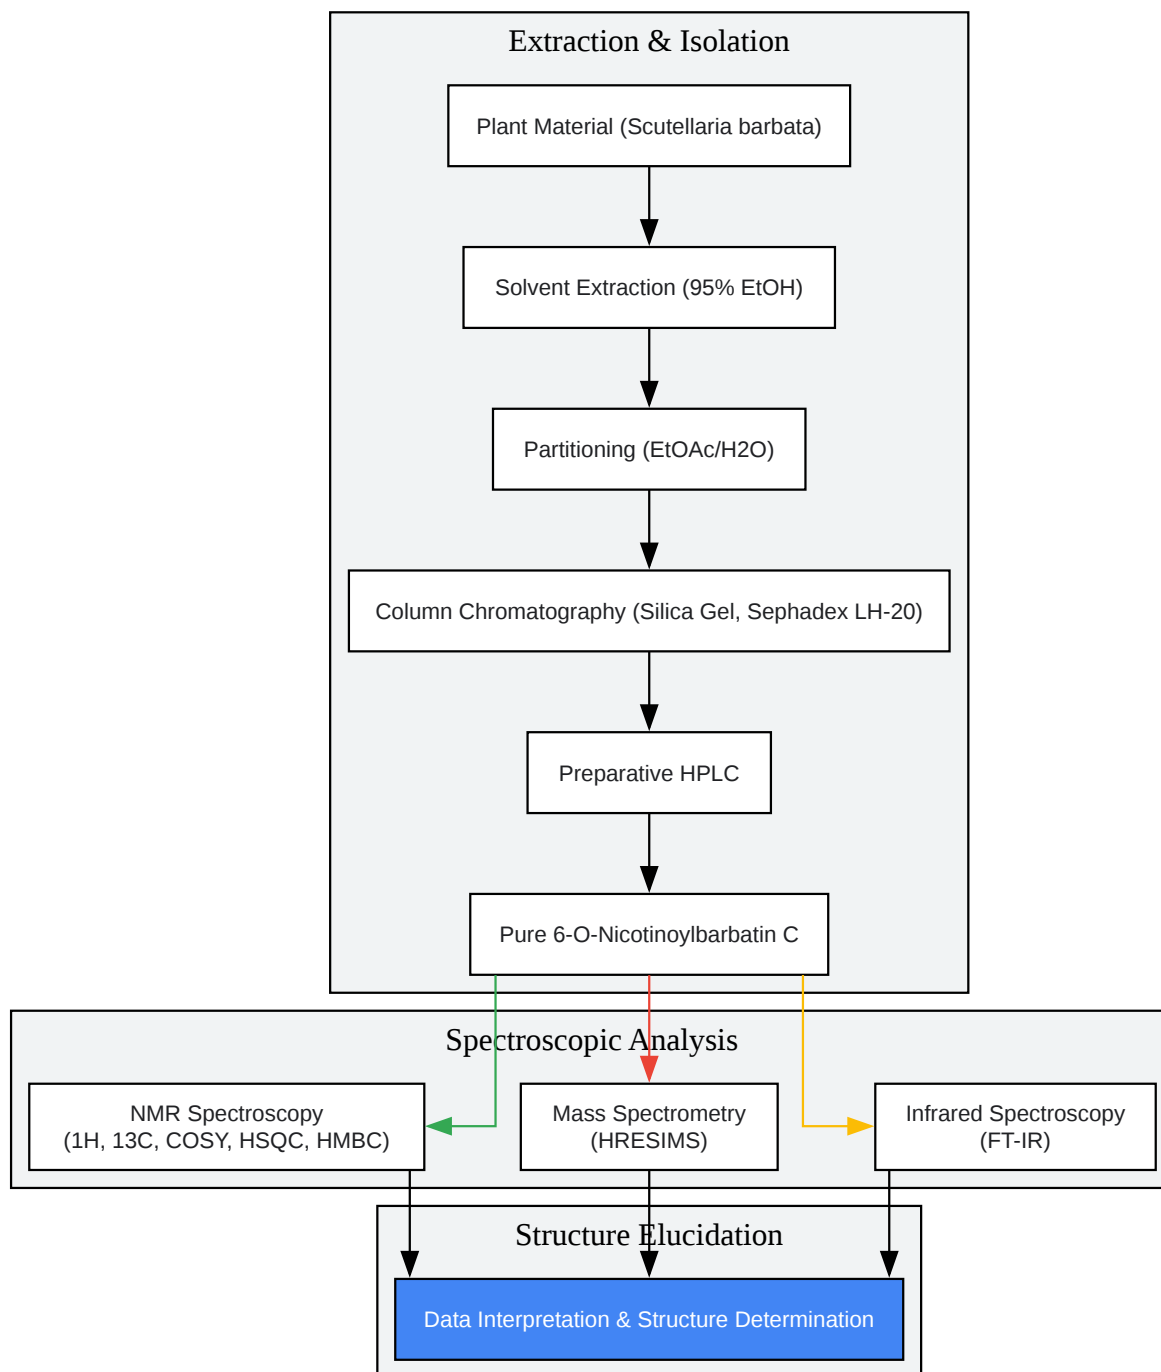 Extraction & Isolation
Plant Material (Scutellaria barbata)
Solvent Extraction (95% EtOH)
Partitioning (EtOAc/H2O)
Column Chromatography (Silica Gel, Sephadex LH-20)
Preparative HPLC
Pure 6-O-Nicotinoylbarbatin C
Spectroscopic Analysis
NMR Spectroscopy
(1H, 13C, COSY, HSQC, HMBC)
Mass Spectrometry
(HRESIMS)
Infrared Spectroscopy
(FT-IR)
Structure Elucidation
Data Interpretation & Structure Determination